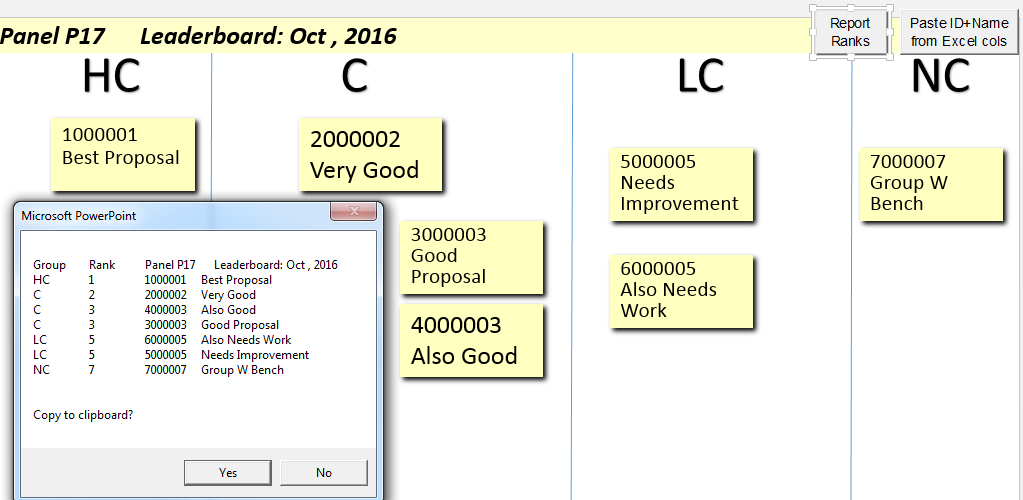 Panel P17 Leaderboard: Oct , 2016
Report
Ranks
Paste ID+Name
from Excel cols
HC
C
LC
NC
1000001
Best Proposal
2000002
Very Good
5000005
Needs
Improvement
7000007
Group W
Bench
3000003
Good
Proposal
6000005
Also Needs
Work
4000003
Also Good
Microsoft PowerPoint
Group Rank Panel P17 Leaderboard: Oct , 2016
HC 1 1000001 Best Proposal
C 2 2000002 Very Good
C 3 4000003 Also Good
C 3 3000003 Good Proposal
LC 5 6000005 Also Needs Work
LC 5 5000005 Needs Improvement
NC 7 7000007 Group W Bench
Copy to clipboard?
Yes
No